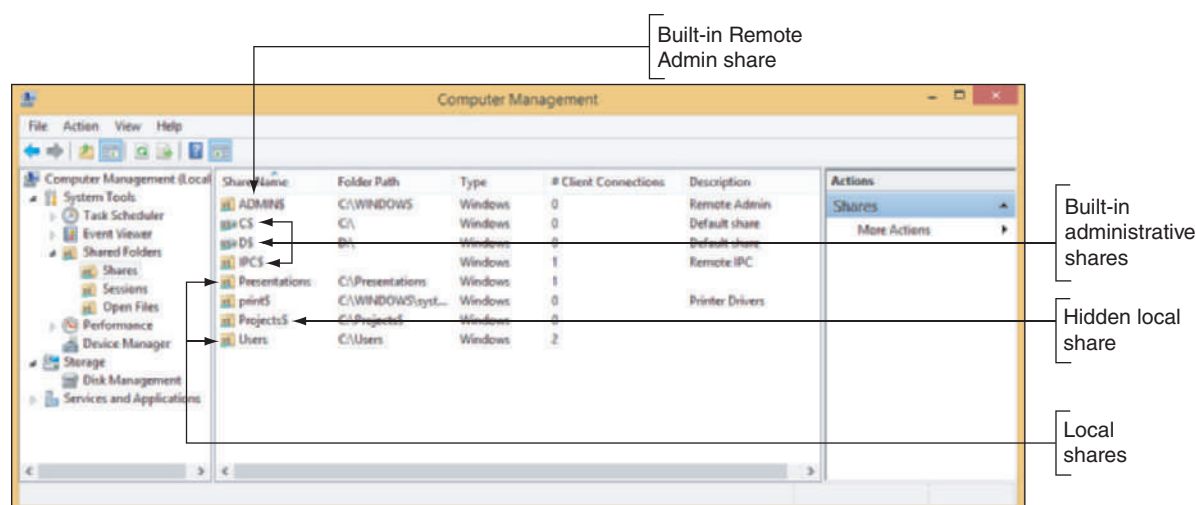 Built-in Remote
Admin share
Computer Management
File Action View Help
Computer Management (Local
System Tools
Task Scheduler
Event Viewer
Shared Folders
Shares
Sessions
Open Files
Performance
Device Manager
Storage
Disk Management
Services and Applications
Share Name Folder Path Type # Client Connections Description
ADMIN$ C:\WINDOWS Windows 0 Remote Admin
C$ C:\ Windows 0 Default share
D$ D:\ Windows 0 Default share
IPC$ Windows 1 Remote IPC
Presentations C:\Presentations Windows 1
print$ C:\WINDOWS\syst... Windows 0 Printer Drivers
Projects$ C:\Projects$ Windows 0
Users C:\Users Windows 2
Actions
Shares
More Actions
Built-in
administrative
shares
Hidden local
share
Local
shares